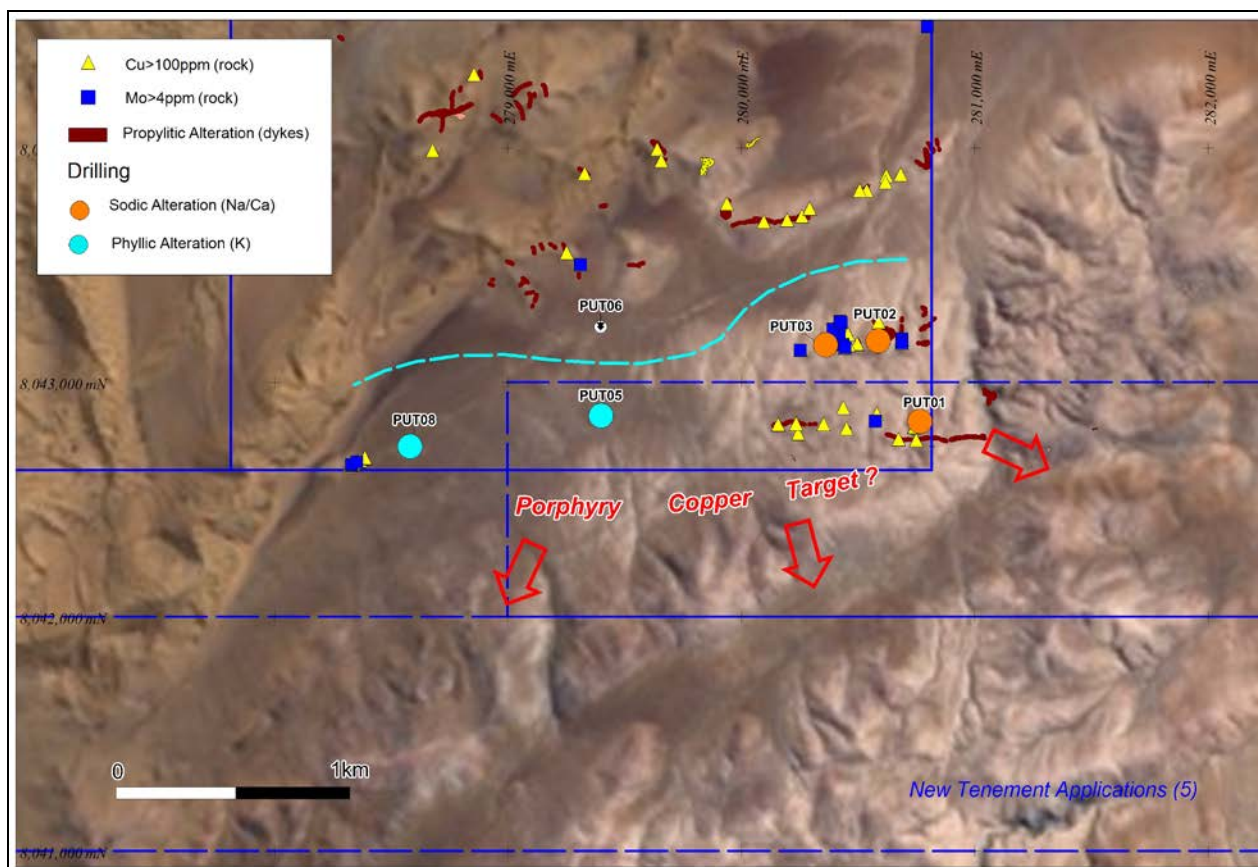 Cu>100ppm (rock)
Mo>4ppm (rock)
Propylitic Alteration (dykes)
Drilling
Sodic Alteration (Na/Ca)
Phyllic Alteration (K)
279,000 mE
280,000 mE
281,000 mE
282,000 mE
PUT06
PUT03
PUT02
8,043,000 mN
PUT05
PUT01
PUT08
Porphyry Copper Target ?
8,042,000 mN
0
1km
New Tenement Applications (5)
8,041,000 mN